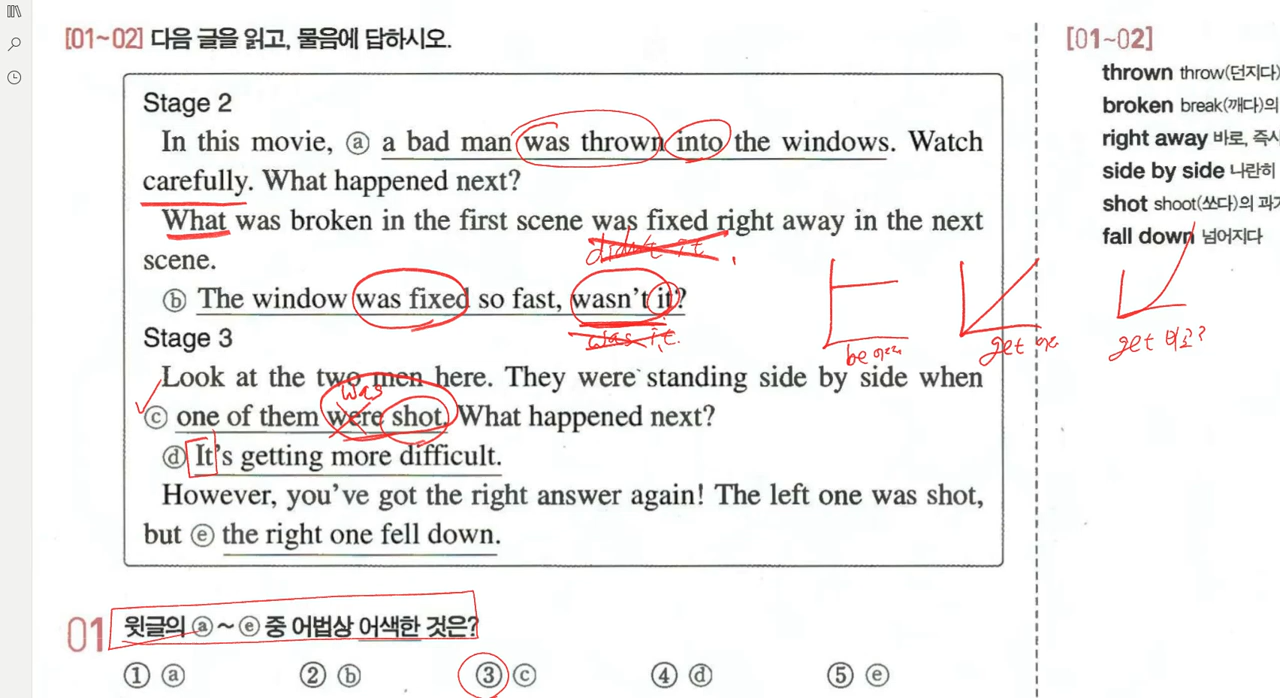 [01~02] 다음 글을 읽고, 물음에 답하시오.
Stage 2
In this movie, ⓐ a bad man was thrown into the windows. Watch
carefully. What happened next?
What was broken in the first scene was fixed right away in the next
scene.
didn't it
ⓑ The window was fixed so fast, wasn't it?
was it.
Stage 3
Look at the two men here. They were standing side by side when
was
ⓒ one of them were shot. What happened next?
ⓓ It's getting more difficult.
However, you've got the right answer again! The left one was shot,
but ⓔ the right one fell down.
be
get
get 비교?
01 윗글의 ⓐ~ⓔ 중 어법상 어색한 것은?
① ⓐ ② ⓑ ③ ⓒ ④ ⓓ ⑤ ⓔ
[01~02]
thrown throw(던지다)
broken break(깨다)의
right away 바로, 즉시
side by side 나란히
shot shoot(쏘다)의 과거
fall down 넘어지다